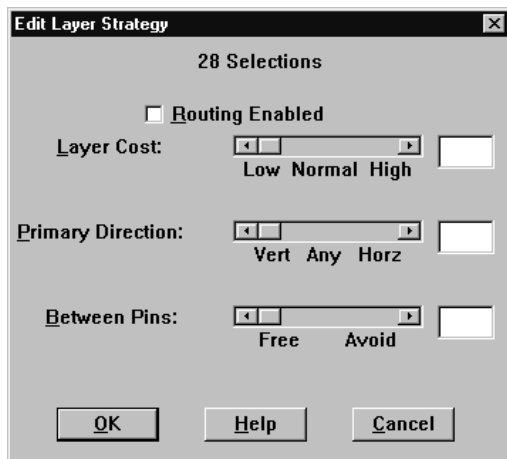 Edit Layer Strategy
28 Selections
Routing Enabled
Layer Cost:
Low Normal High
Primary Direction:
Vert Any Horz
Between Pins:
Free Avoid
OK Help Cancel